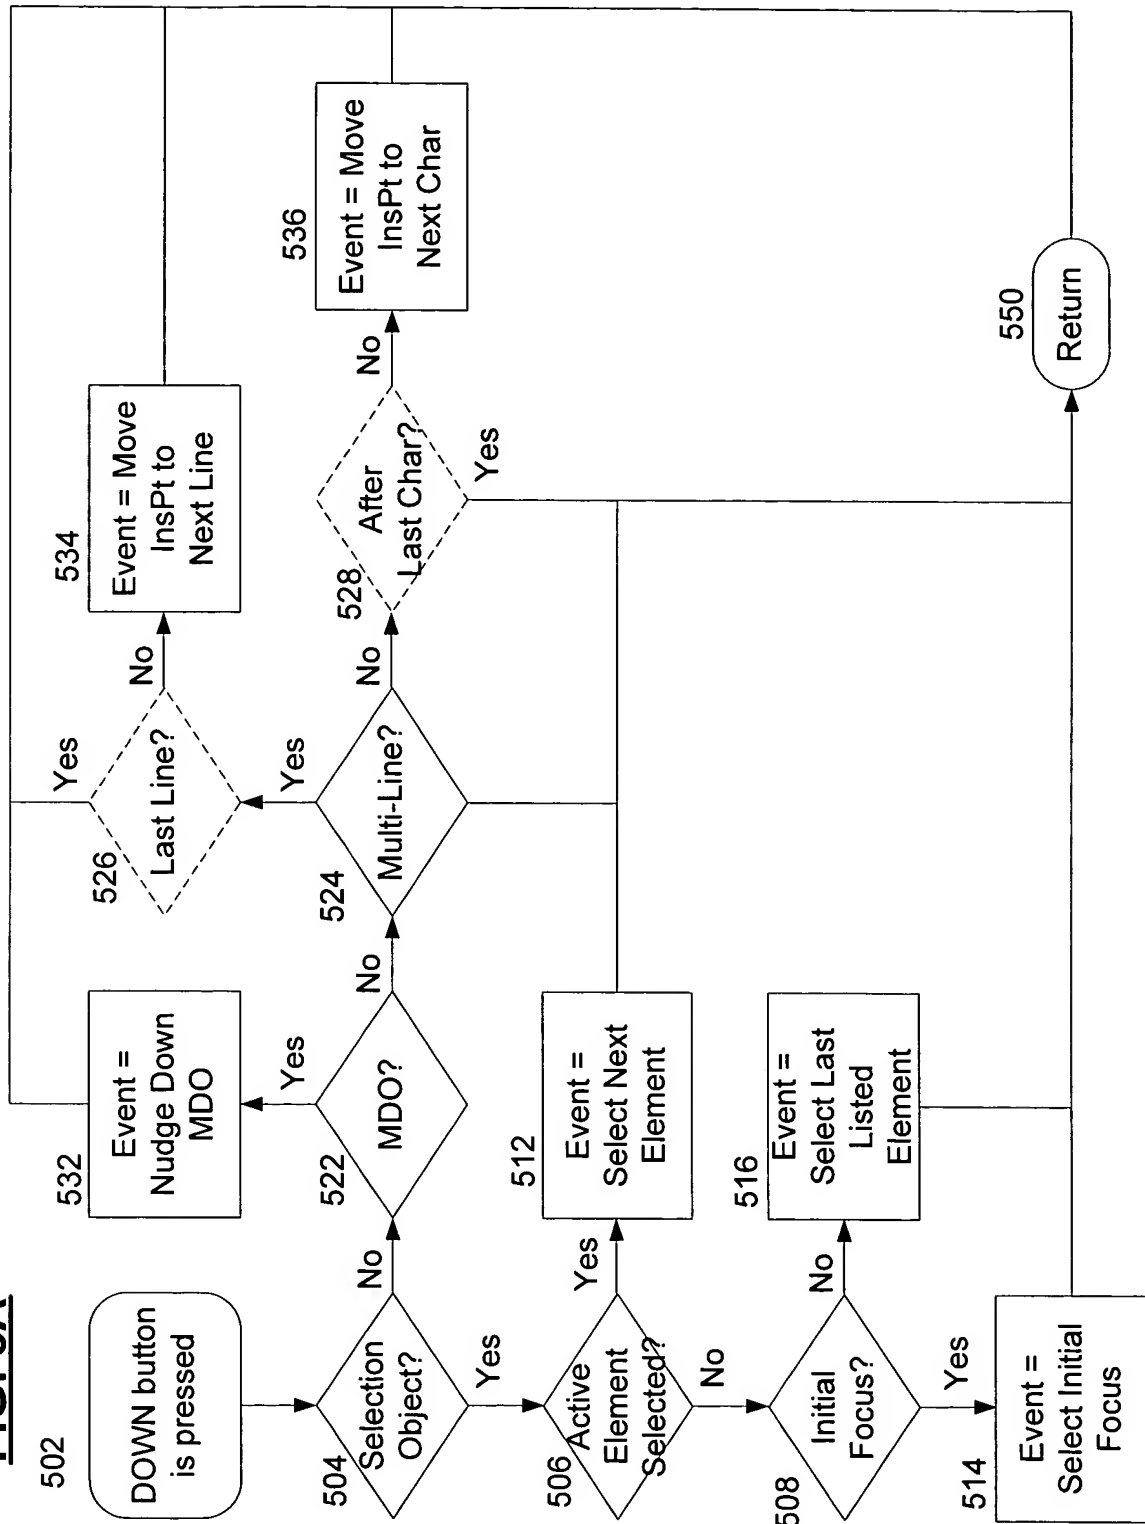 502
DOWN button
is pressed
504
Selection
Object?
No
Yes
506
Active
Element
Selected?
Yes
No
508
Initial
Focus?
No
Yes
514
Event =
Select Initial
Focus
532
Event =
Nudge Down
MDO
522
MDO?
Yes
No
512
Event =
Select Next
Element
516
Event =
Select Last
Listed
Element
526
Last Line?
Yes
No
524
Multi-Line?
Yes
No
534
Event = Move
InsPt to
Next Line
528
After
Last Char?
No
Yes
536
Event = Move
InsPt to
Next Char
550
Return